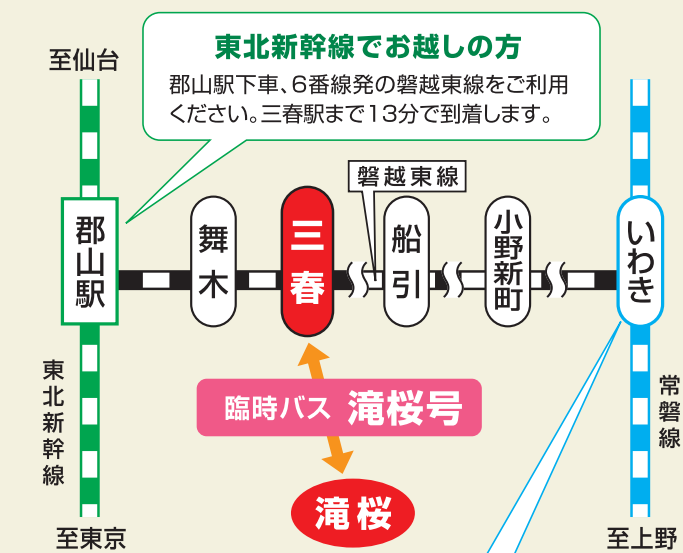 東北新幹線でお越しの方
郡山駅下車、6番線発の磐越東線をご利用
ください。三春駅まで13分で到着します。
至仙台
磐越東線
郡山駅
舞木
三春
船引
小野新町
いわき
臨時バス 滝桜号
東北新幹線
常磐線
滝桜
至東京
至上野